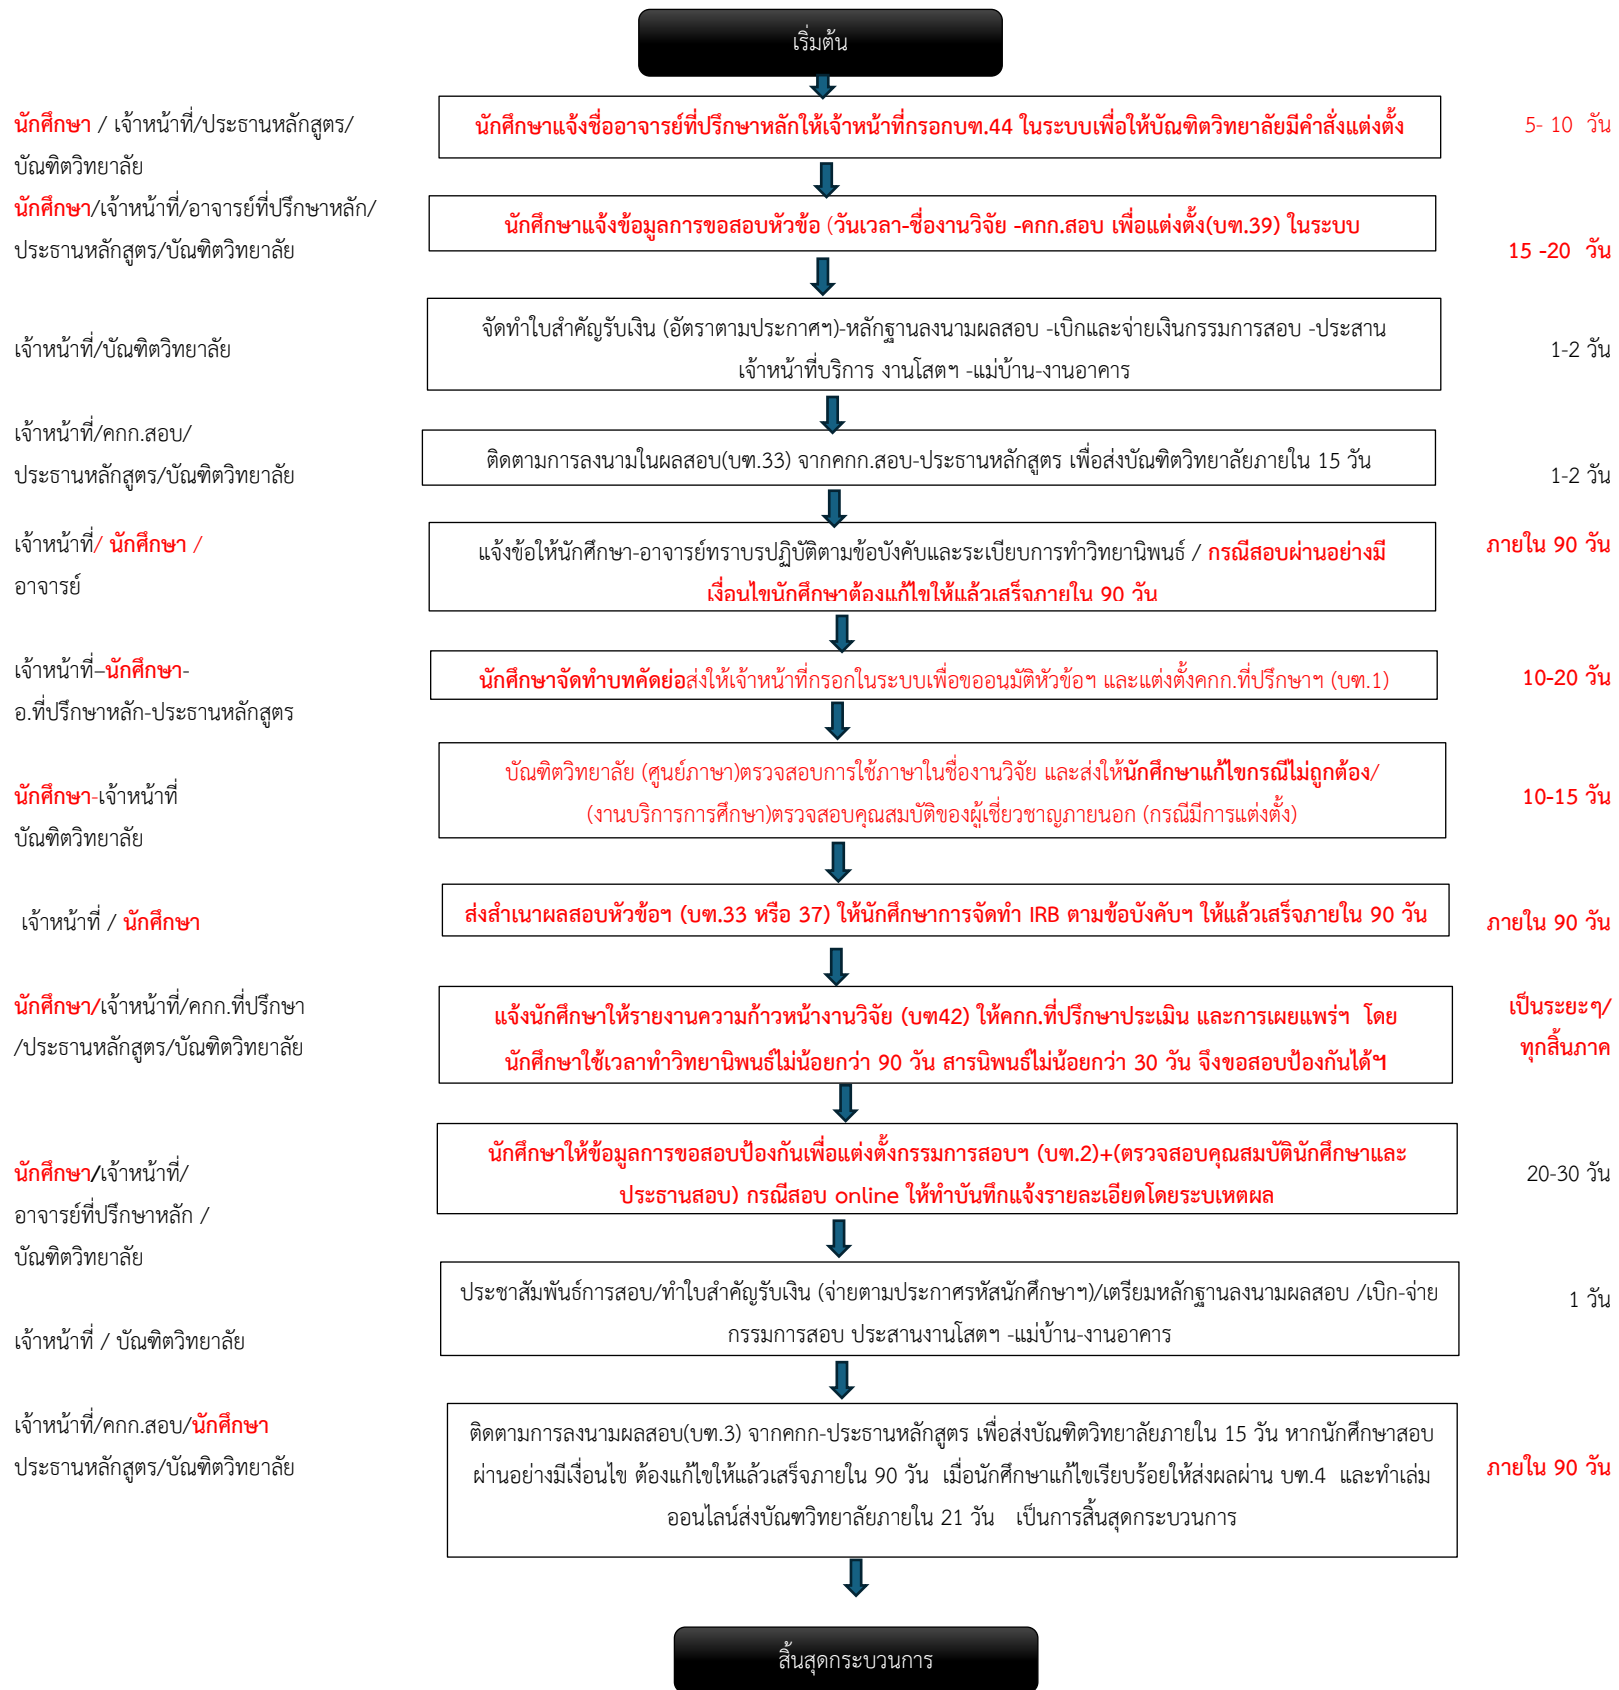 เริ่มต้น
นักศึกษา / เจ้าหน้าที่/ประธานหลักสูตร/
บัณฑิตวิทยาลัย
นักศึกษาแจ้งชื่ออาจารย์ที่ปรึกษาหลักให้เจ้าหน้าที่กรอกบฑ.44 ในระบบเพื่อให้บัณฑิตวิทยาลัยมีคำสั่งแต่งตั้ง
5- 10 วัน
นักศึกษา/เจ้าหน้าที่/อาจารย์ที่ปรึกษาหลัก/
ประธานหลักสูตร/บัณฑิตวิทยาลัย
นักศึกษาแจ้งข้อมูลการขอสอบหัวข้อ (วันเวลา-ชื่องานวิจัย -คกก.สอบ เพื่อแต่งตั้ง(บฑ.39) ในระบบ
15 -20 วัน
เจ้าหน้าที่/บัณฑิตวิทยาลัย
จัดทำใบสำคัญรับเงิน (อัตราตามประกาศฯ)-หลักฐานลงนามผลสอบ -เบิกและจ่ายเงินกรรมการสอบ -ประสาน
เจ้าหน้าที่บริการ งานโสตฯ -แม่บ้าน-งานอาคาร
1-2 วัน
เจ้าหน้าที่/คกก.สอบ/
ประธานหลักสูตร/บัณฑิตวิทยาลัย
ติดตามการลงนามในผลสอบ(บฑ.33) จากคกก.สอบ-ประธานหลักสูตร เพื่อส่งบัณฑิตวิทยาลัยภายใน 15 วัน
1-2 วัน
เจ้าหน้าที่/ นักศึกษา /
อาจารย์
แจ้งข้อให้นักศึกษา-อาจารย์ทราบรปฏิบัติตามข้อบังคับและระเบียบการทำวิทยานิพนธ์ / กรณีสอบผ่านอย่างมี
เงื่อนไขนักศึกษาต้องแก้ไขให้แล้วเสร็จภายใน 90 วัน
ภายใน 90 วัน
เจ้าหน้าที่–นักศึกษา-
อ.ที่ปรึกษาหลัก-ประธานหลักสูตร
นักศึกษาจัดทำบทคัดย่อส่งให้เจ้าหน้าที่กรอกในระบบเพื่อขออนมัติหัวข้อฯ และแต่งตั้งคกก.ที่ปรึกษาฯ (บฑ.1)
10-20 วัน
นักศึกษา-เจ้าหน้าที่
บัณฑิตวิทยาลัย
บัณฑิตวิทยาลัย (ศูนย์ภาษา)ตรวจสอบการใช้ภาษาในชื่องานวิจัย และส่งให้นักศึกษาแก้ไขกรณีไม่ถูกต้อง/
(งานบริการการศึกษา)ตรวจสอบคุณสมบัติของผู้เชี่ยวชาญภายนอก (กรณีมีการแต่งตั้ง)
10-15 วัน
เจ้าหน้าที่ / นักศึกษา
ส่งสำเนาผลสอบหัวข้อฯ (บฑ.33 หรือ 37) ให้นักศึกษาการจัดทำ IRB ตามข้อบังคับฯ ให้แล้วเสร็จภายใน 90 วัน
ภายใน 90 วัน
นักศึกษา/เจ้าหน้าที่/คกก.ที่ปรึกษา
/ประธานหลักสูตร/บัณฑิตวิทยาลัย
แจ้งนักศึกษาให้รายงานความก้าวหน้างานวิจัย (บฑ42) ให้คกก.ที่ปรึกษาประเมิน และการเผยแพร่ฯ โดย
นักศึกษาใช้เวลาทำวิทยานิพนธ์ไม่น้อยกว่า 90 วัน สารนิพนธ์ไม่น้อยกว่า 30 วัน จึงขอสอบป้องกันได้ฯ
เป็นระยะๆ/
ทุกสิ้นภาค
นักศึกษา/เจ้าหน้าที่/
อาจารย์ที่ปรึกษาหลัก /
บัณฑิตวิทยาลัย
นักศึกษาให้ข้อมูลการขอสอบป้องกันเพื่อแต่งตั้งกรรมการสอบฯ (บฑ.2)+(ตรวจสอบคุณสมบัตินักศึกษาและ
ประธานสอบ) กรณีสอบ online ให้ทำบันทึกแจ้งรายละเอียดโดยระบเหตผล
20-30 วัน
เจ้าหน้าที่ / บัณฑิตวิทยาลัย
ประชาสัมพันธ์การสอบ/ทำใบสำคัญรับเงิน (จ่ายตามประกาศรหัสนักศึกษาฯ)/เตรียมหลักฐานลงนามผลสอบ /เบิก-จ่าย
กรรมการสอบ ประสานงานโสตฯ -แม่บ้าน-งานอาคาร
1 วัน
เจ้าหน้าที่/คกก.สอบ/นักศึกษา
ประธานหลักสูตร/บัณฑิตวิทยาลัย
ติดตามการลงนามผลสอบ(บฑ.3) จากคกก-ประธานหลักสูตร เพื่อส่งบัณฑิตวิทยาลัยภายใน 15 วัน หากนักศึกษาสอบ
ผ่านอย่างมีเงื่อนไข ต้องแก้ไขให้แล้วเสร็จภายใน 90 วัน เมื่อนักศึกษาแก้ไขเรียบร้อยให้ส่งผลผ่าน บฑ.4 และทำเล่ม
ออนไลน์ส่งบัณฑวิทยาลัยภายใน 21 วัน เป็นการสิ้นสุดกระบวนการ
ภายใน 90 วัน
สิ้นสุดกระบวนการ